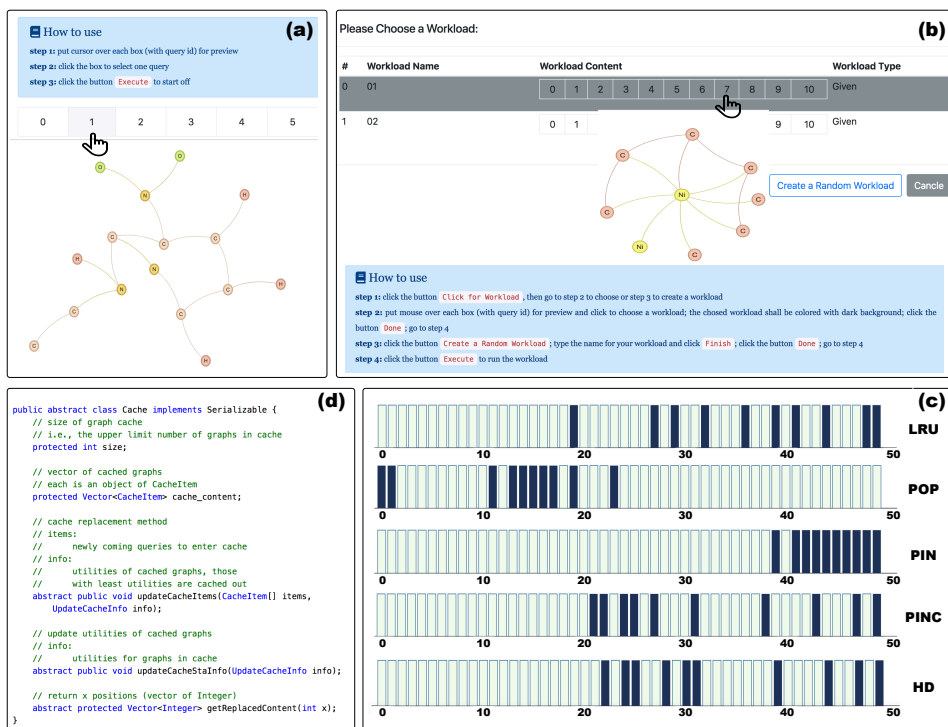 How to use
(a)
step 1: put cursor over each box (with query id) for preview
step 2: click the box to select one query
step 3: click the button Execute to start off
0 1 2 3 4 5
O
O
N
H
C
C
C
H
N
N
C
H
C
C
C
H
Please Choose a Workload:
(b)
# Workload Name Workload Content Workload Type
0 01 0 1 2 3 4 5 6 7 8 9 10 Given
1 02 0 1 9 10 Given
C
C
C
Ni
C
C
C
Ni
C
Create a Random Workload Cancle
How to use
step 1: click the button Click for Workload , then go to step 2 to choose or step 3 to create a workload
step 2: put mouse over each box (with query id) for preview and click to choose a workload; the chosed workload shall be colored with dark background; click the
button Done ; go to step 4
step 3: click the button Create a Random Workload ; type the name for your workload and click Finish ; click the button Done ; go to step 4
step 4: click the button Execute to run the workload
(d)
public abstract class Cache implements Serializable {
// size of graph cache
// i.e., the upper limit number of graphs in cache
protected int size;
// vector of cached graphs
// each is an object of CacheItem
protected Vector<CacheItem> cache_content;
// cache replacement method
// items:
// newly coming queries to enter cache
// info:
// utilities of cached graphs, those
// with least utilities are cached out
abstract public void updateCacheItems(CacheItem[] items,
UpdateCacheInfo info);
// update utilities of cached graphs
// info:
// utilities for graphs in cache
abstract public void updateCacheStaInfo(UpdateCacheInfo info);
// return x positions (vector of Integer)
abstract protected Vector<Integer> getReplacedContent(int x);
}
(c)
LRU
0 10 20 30 40 50
POP
0 10 20 30 40 50
PIN
0 10 20 30 40 50
PINC
0 10 20 30 40 50
HD
0 10 20 30 40 50